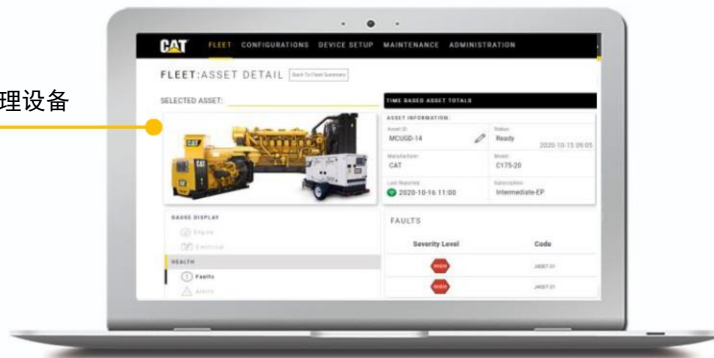 CAT FLEET CONFIGURATIONS DEVICE SETUP MAINTENANCE ADMINISTRATION
FLEET:ASSET DETAIL Back To Fleet Summary
理设备
SELECTED ASSET:
TIME BASED ASSET TOTALS
ASSET INFORMATION:
Asset ID
MCUGD-14
Status
Ready
2020-10-15 09:05
Manufacturer
CAT
Model
C175-20
Last Reported
2020-10-16 11:00
Subscription
Intermediate-EP
GAUGE DISPLAY
Engine
Electrical
HEALTH
Faults
Alerts
FAULTS
Severity Level Code
HIGH
HIGH